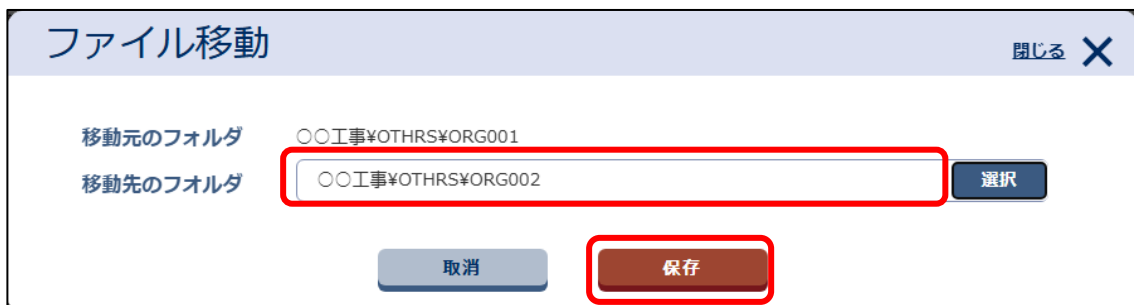 ファイル移動
閉じる
移動元のフォルダ ○○工事¥OTHRS¥ORG001
移動先のフォルダ ○○工事¥OTHRS¥ORG002 選択
取消 保存